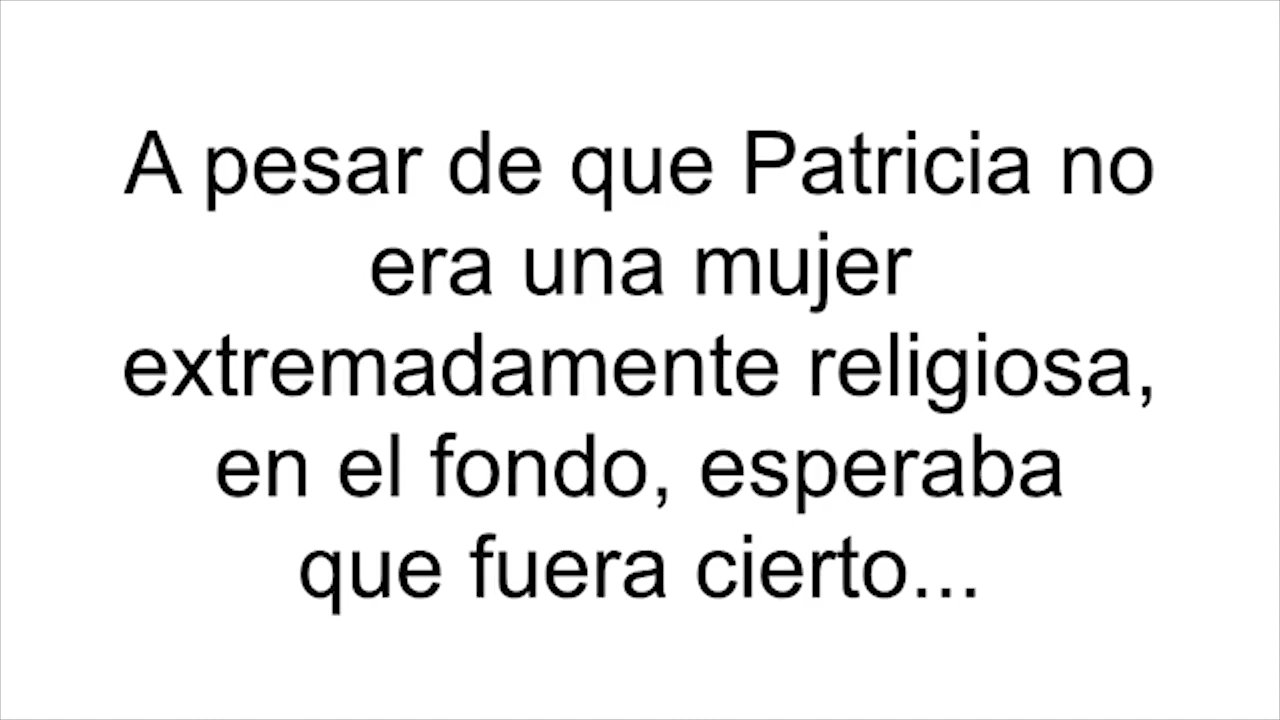 A pesar de que Patricia no
era una mujer
extremadamente religiosa,
en el fondo, esperaba
que fuera cierto...